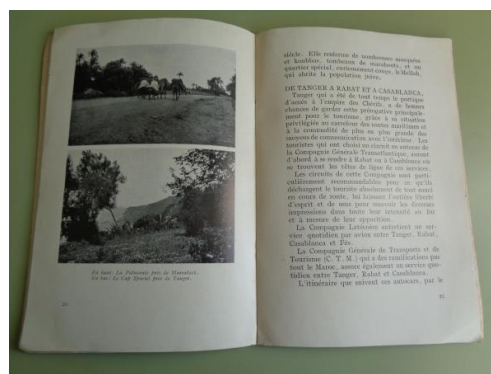 En haut: La Palmeraie près de Marrakech.
En bas: Le Cap Spartel près de Tanger.
siècle. Elle renferme de nombreuses mosquées
et koubbas, tombeaux de marabouts, et un
quartier spécial, curieusement conçu, le Mellah,
qui abrite la population juive.
DE TANGER A RABAT ET A CASABLANCA.
Tanger qui a été de tout temps le portique
d'accès à l'empire des Chérifs, a de bonnes
chances de garder cette prérogative principale-
ment pour le tourisme, grâce à sa situation
privilégiée au carrefour des routes maritimes et
à la commodité de plus en plus grande des
moyens de communication avec l'intérieur. Les
touristes qui ont choisi un circuit en autocar de
la Compagnie Générale Transatlantique, auront
d'abord à se rendre à Rabat ou à Casablanca où
se trouvent les têtes de ligne de ces services.
Les circuits de cette Compagnie sont parti-
culièrement recommandables pour ce qu'ils
déchargent le touriste absolument de tout souci
en cours de route, lui laissant l'entière liberté
d'esprit et de une pour savourer les diverses
impressions dans toute leur intensité au fur
et à mesure de leur apparition.
La Compagnie Latécoère entretient un ser-
vice quotidien par avion entre Tanger, Rabat,
Casablanca et Fès.
La Compagnie Générale de Transports et de
Tourisme (C. T. M.) qui a des ramifications par
tout le Maroc, assure également un service quo-
tidien entre Tanger, Rabat et Casablanca.
L'itinéraire que suivent ces autocars, par le